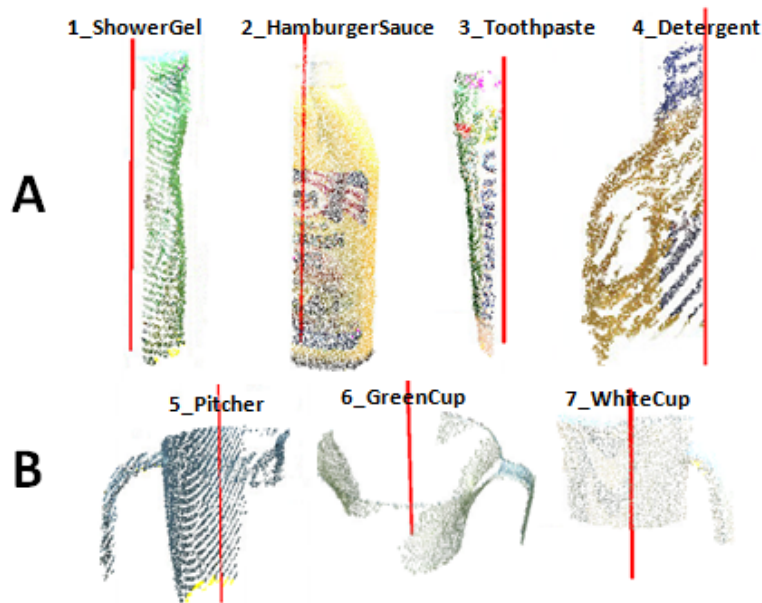 1_ShowerGel 2_HamburgerSauce 3_Toothpaste 4_Detergent
A
5_Pitcher 6_GreenCup 7_WhiteCup
B